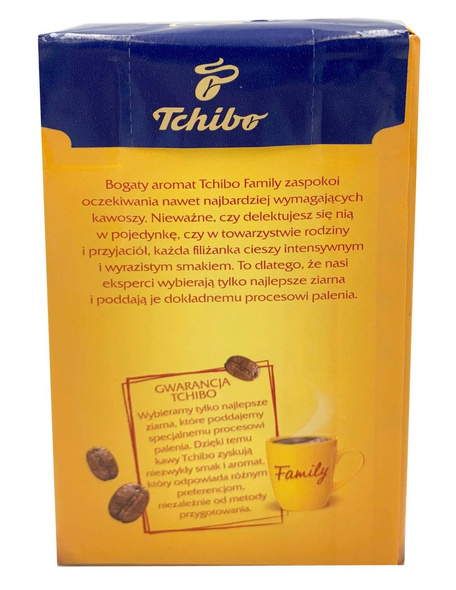 Tchibo
Bogaty aromat Tchibo Family zaspokoi
oczekiwania nawet najbardziej wymagających
kawoszy. Nieważne, czy delektujesz się nią
w pojedynkę, czy w towarzystwie rodziny
i przyjaciół, każda filiżanka cieszy intensywnym
i wyrazistym smakiem. To dlatego, że nasi
eksperci wybierają tylko najlepsze ziarna
i poddają je dokładnemu procesowi palenia.
GWARANCJA
TCHIBO
Wybieramy tylko najlepsze
ziarna, które poddajemy
specjalnemu procesowi
palenia. Dzięki temu
kawy Tchibo zyskują
niezwykły smak i aromat,
który odpowiada różnym
preferencjom,
niezależnie od metody
przygotowania.
Family